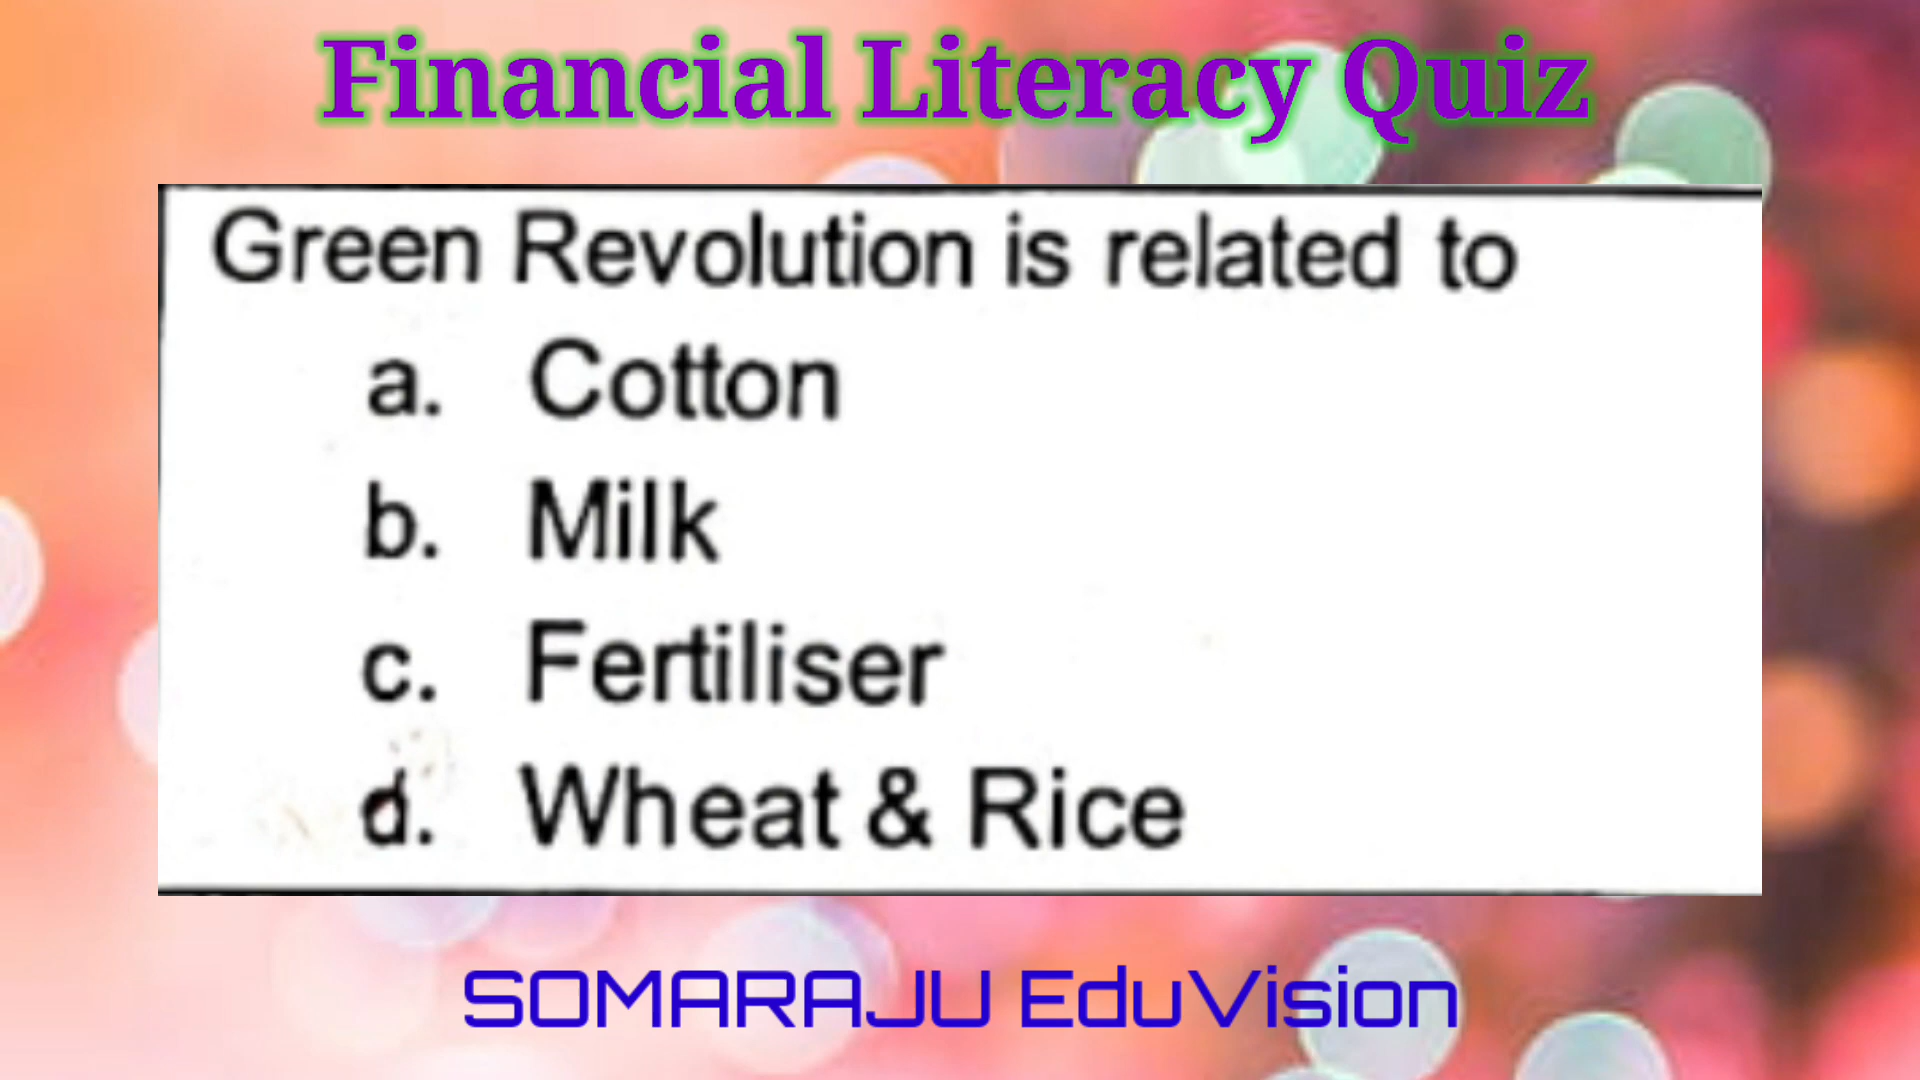 Financial Literacy Quiz
Green Revolution is related to
a. Cotton
b. Milk
c. Fertiliser
d. Wheat & Rice
SOMARAJU EduVision